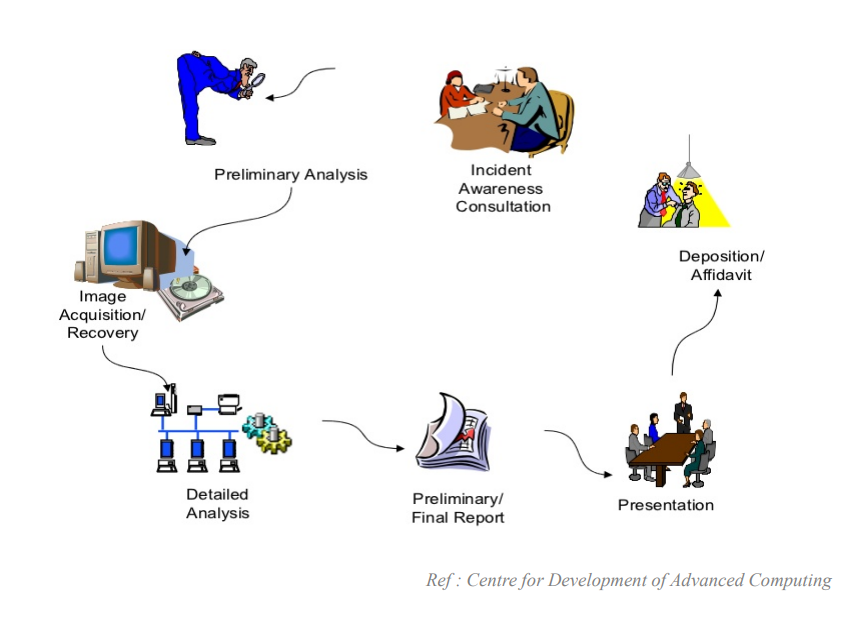 Incident
Awareness
Consultation
Preliminary Analysis
Image
Acquisition/
Recovery
Detailed
Analysis
Preliminary/
Final Report
Presentation
Deposition/
Affidavit
Ref : Centre for Development of Advanced Computing